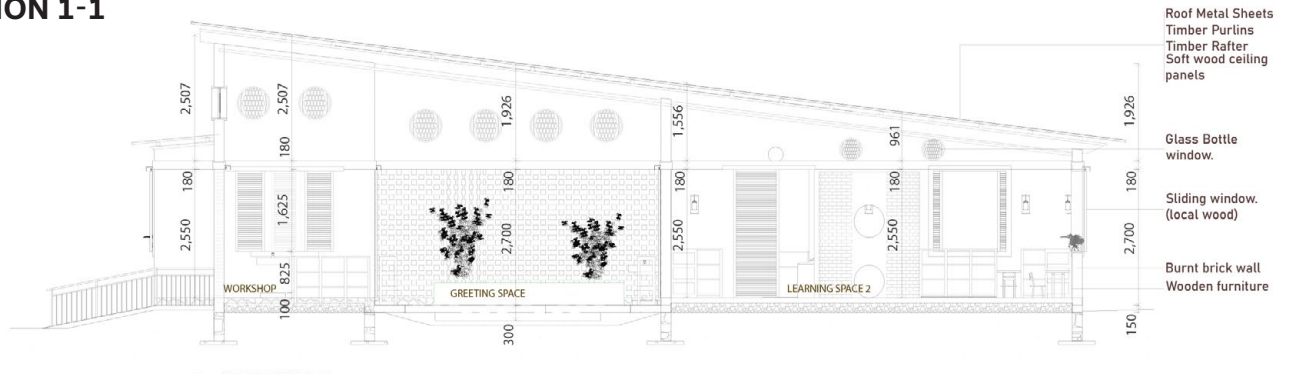 ION 1-1
Roof Metal Sheets
Timber Purlins
Timber Rafter
Soft wood ceiling
panels
Glass Bottle
window.
Sliding window.
(local wood)
Burnt brick wall
Wooden furniture
2,507
2,507
1,926
1,556
961
1,926
180
180
180
180
180
180
2,550
1,625
2,700
2,550
2,550
2,700
825
WORKSHOP
GREETING SPACE
LEARNING SPACE 2
100
300
150